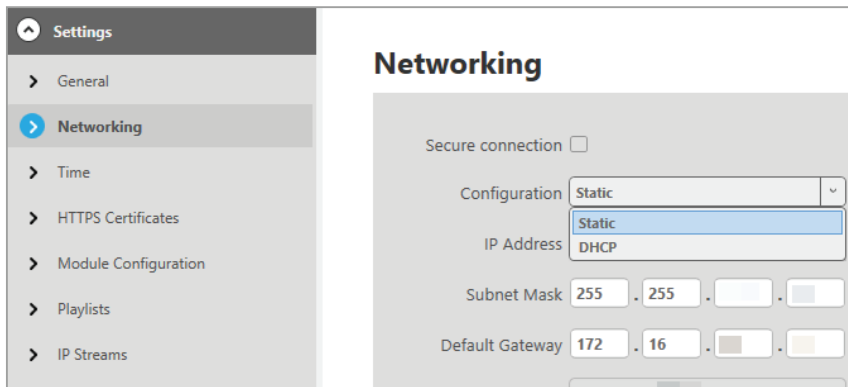 Settings
General
Networking
Time
HTTPS Certificates
Module Configuration
Playlists
IP Streams
Networking
Secure connection
Configuration Static
Static
IP Address DHCP
Subnet Mask 255 . 255 . .
Default Gateway 172 . 16 . .